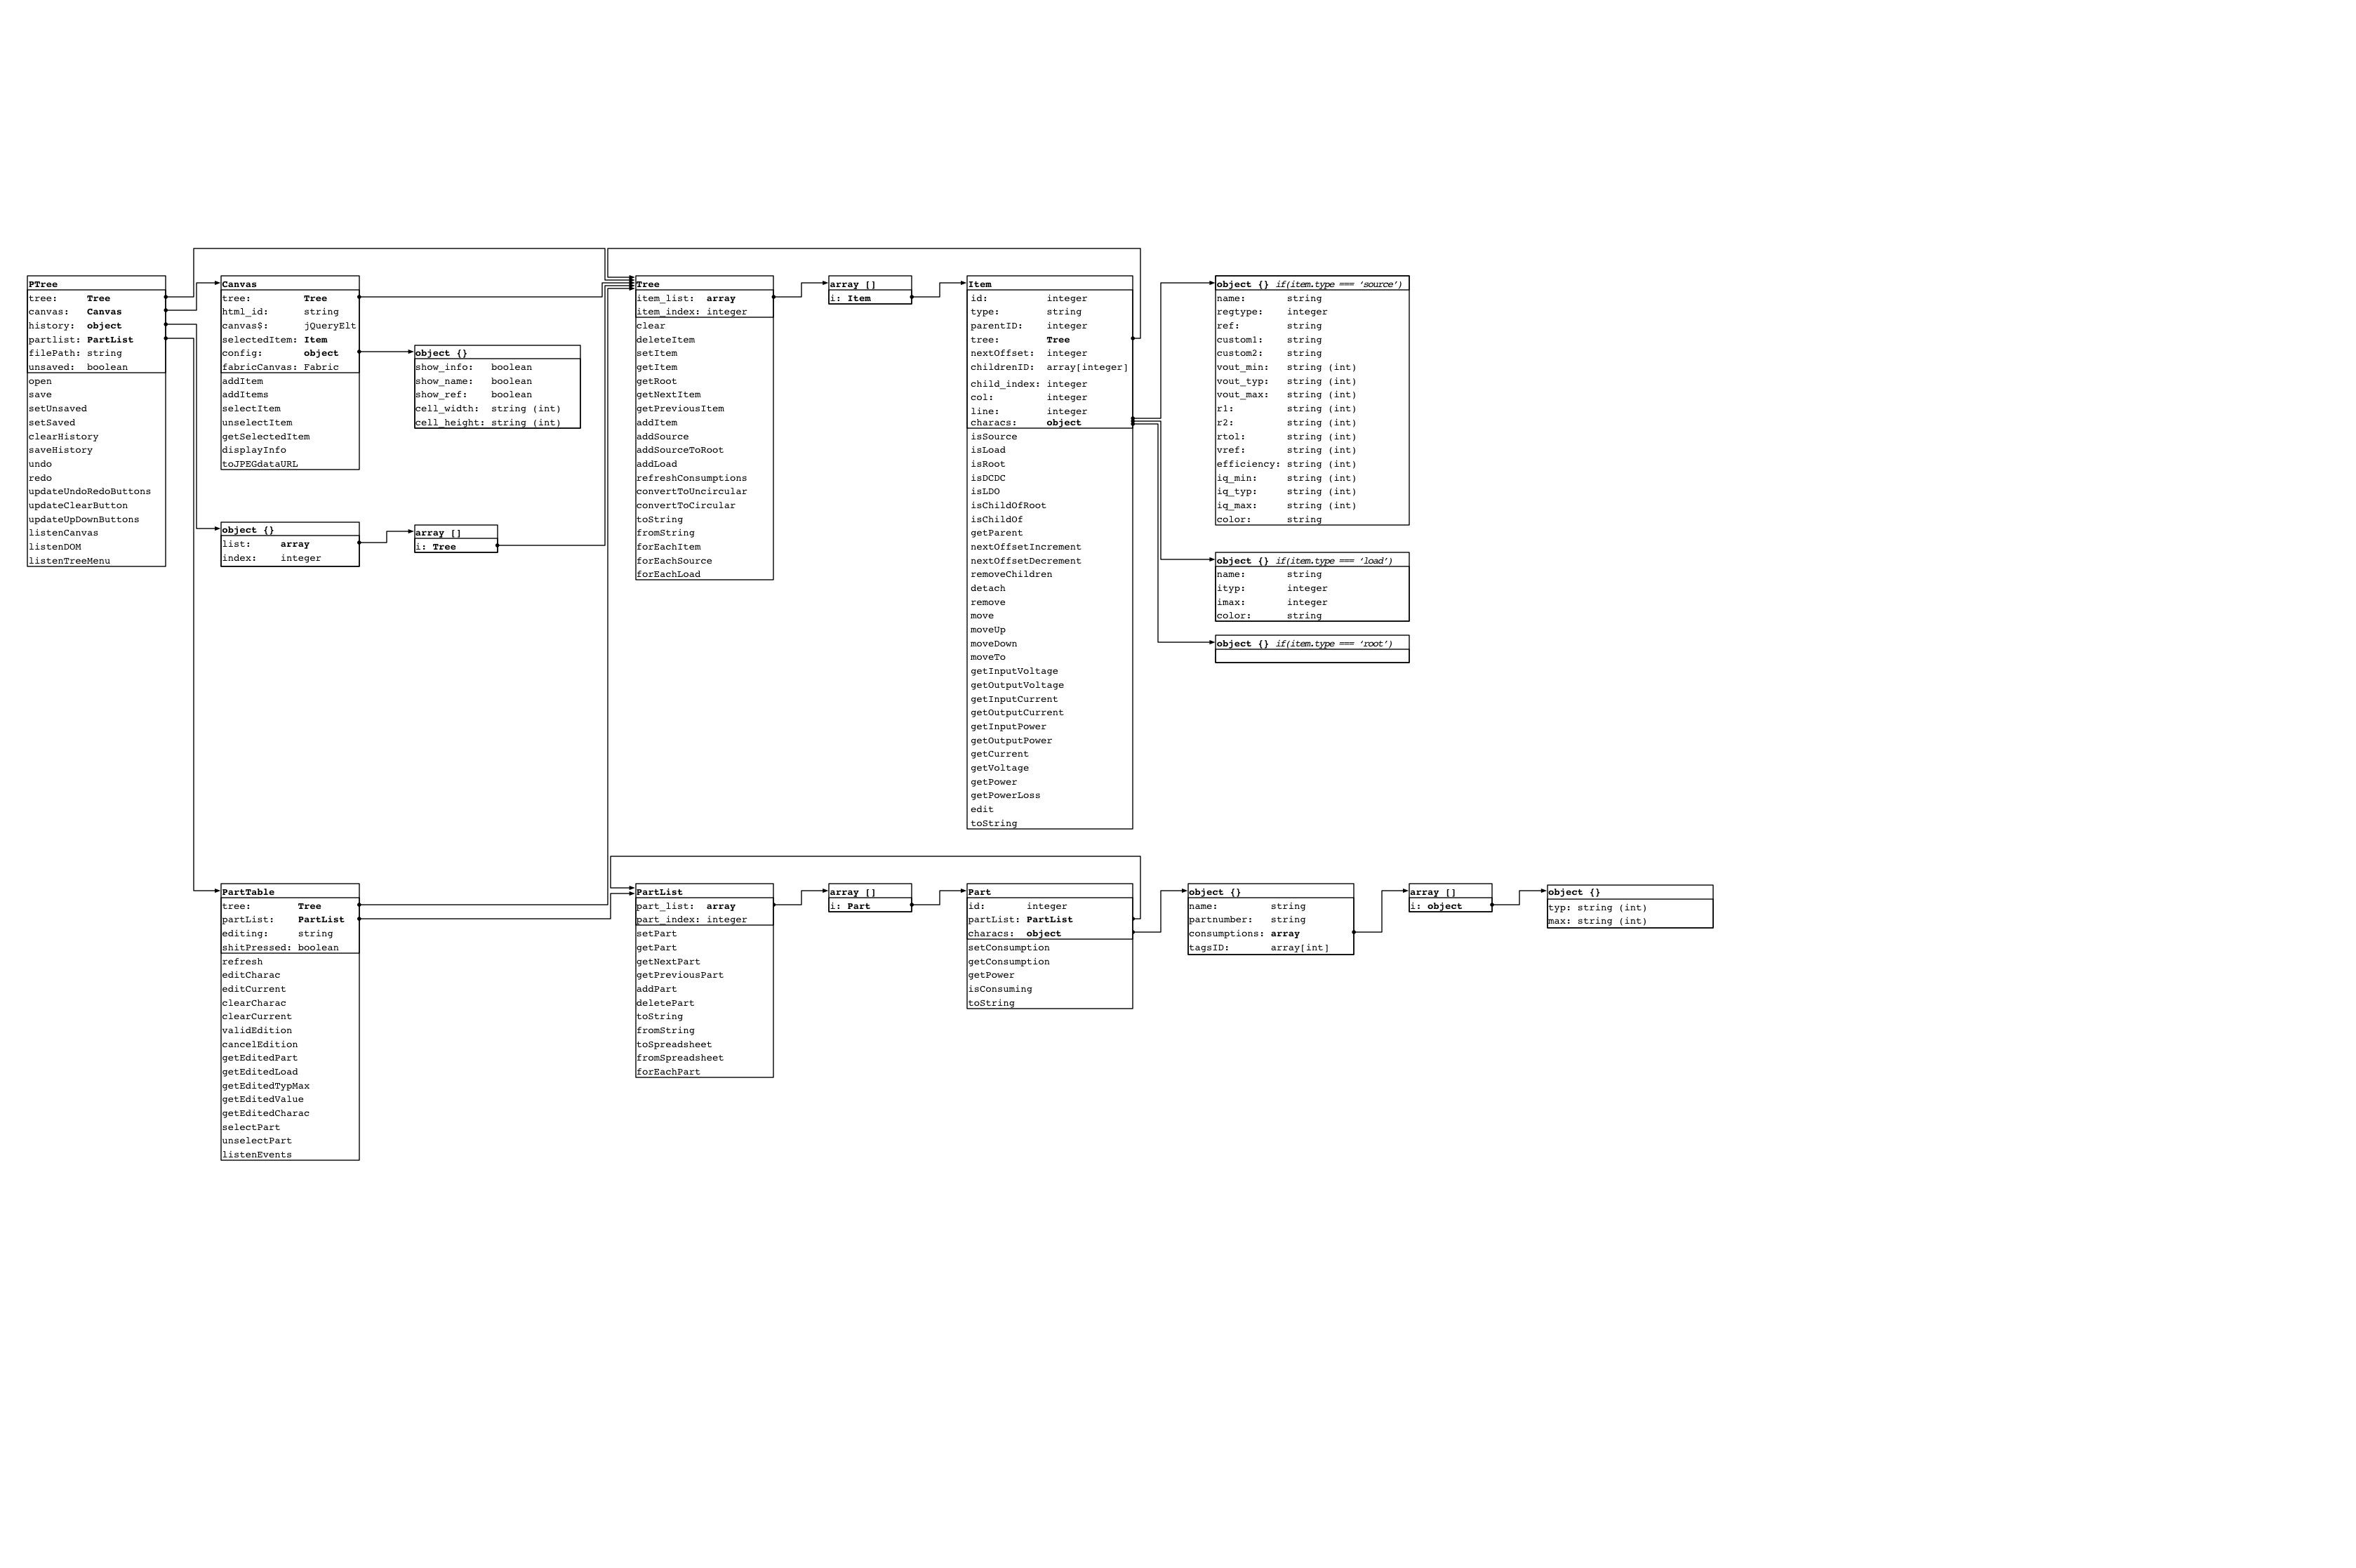 PTree
tree: Tree
canvas: Canvas
history: object
partlist: PartList
filePath: string
unsaved: boolean
open
save
setUnsaved
setSaved
clearHistory
saveHistory
undo
redo
updateUndoRedoButtons
updateClearButton
updateUpDownButtons
listenCanvas
listenDOM
listenTreeMenu
Canvas
tree: Tree
html_id: string
canvas$: jQueryElt
selectedItem: Item
config: object
fabricCanvas: Fabric
addItem
addItems
selectItem
unselectItem
getSelectedItem
displayInfo
toJPEGdataURL
object {}
show_info: boolean
show_name: boolean
show_ref: boolean
cell_width: string (int)
cell_height: string (int)
object {}
list: array
index: integer
array []
i: Tree
Tree
item_list: array
item_index: integer
clear
deleteItem
setItem
getItem
getRoot
getNextItem
getPreviousItem
addItem
addSource
addSourceToRoot
addLoad
refreshConsumptions
convertToUncircular
convertToCircular
toString
fromString
forEachItem
forEachSource
forEachLoad
array []
i: Item
Item
id: integer
type: string
parentID: integer
tree: Tree
nextOffset: integer
childrenID: array[integer]
child_index: integer
col: integer
line: integer
characs: object
isSource
isLoad
isRoot
isDCDC
isLDO
isChildOfRoot
isChildOf
getParent
nextOffsetIncrement
nextOffsetDecrement
removeChildren
detach
remove
move
moveUp
moveDown
moveTo
getInputVoltage
getOutputVoltage
getInputCurrent
getOutputCurrent
getInputPower
getOutputPower
getCurrent
getVoltage
getPower
getPowerLoss
edit
toString
object {} if(item.type === ‘source’)
name: string
regtype: integer
ref: string
custom1: string
custom2: string
vout_min: string (int)
vout_typ: string (int)
vout_max: string (int)
r1: string (int)
r2: string (int)
rtol: string (int)
vref: string (int)
efficiency: string (int)
iq_min: string (int)
iq_typ: string (int)
iq_max: string (int)
color: string
object {} if(item.type === ‘load’)
name: string
ityp: integer
imax: integer
color: string
object {} if(item.type === ‘root’)
PartTable
tree: Tree
partList: PartList
editing: string
shitPressed: boolean
refresh
editCharac
editCurrent
clearCharac
clearCurrent
validEdition
cancelEdition
getEditedPart
getEditedLoad
getEditedTypMax
getEditedValue
getEditedCharac
selectPart
unselectPart
listenEvents
PartList
part_list: array
part_index: integer
setPart
getPart
getNextPart
getPreviousPart
addPart
deletePart
toString
fromString
toSpreadsheet
fromSpreadsheet
forEachPart
array []
i: Part
Part
id: integer
partList: PartList
characs: object
setConsumption
getConsumption
getPower
isConsuming
toString
object {}
name: string
partnumber: string
consumptions: array
tagsID: array[int]
array []
i: object
object {}
typ: string (int)
max: string (int)